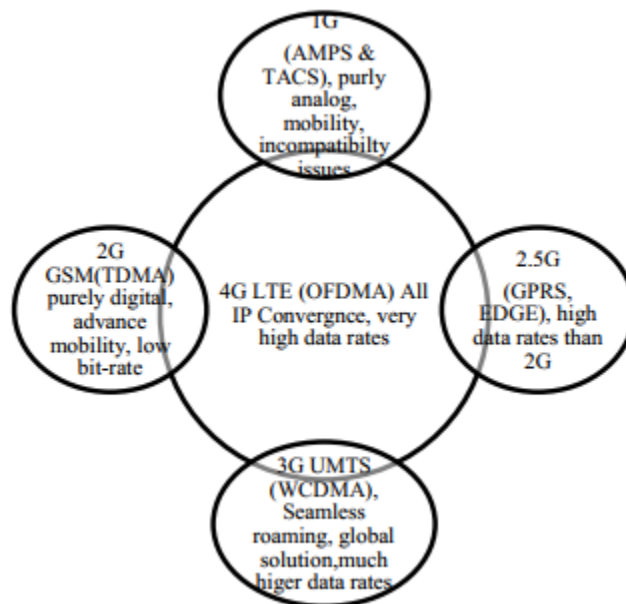 1G
(AMPS &
TACS), purly
analog,
mobility,
incompatibilty
issues
2G
GSM(TDMA)
purely digital,
advance
mobility, low
bit-rate
4G LTE (OFDMA) All
IP Convergnce, very
high data rates
2.5G
(GPRS,
EDGE), high
data rates than
2G
3G UMTS
(WCDMA),
Seamless
roaming, global
solution,much
higer data rates